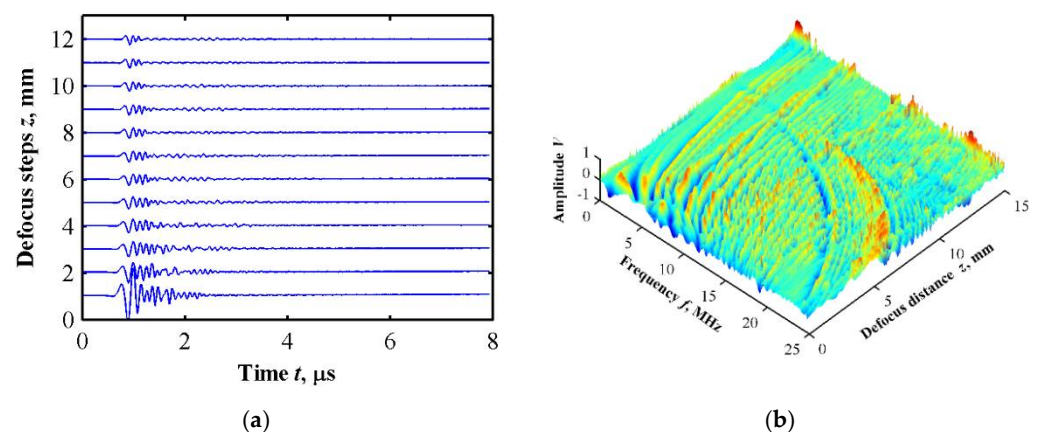 12
10
8
6
4
2
0
Defocus steps z, mm
0 2 4 6 8
Time t, μs
(a)
Amplitude V
1
0
-1
0
5
10
15
20
25
Frequency f, MHz
0
5
10
15
Defocus distance z, mm
(b)